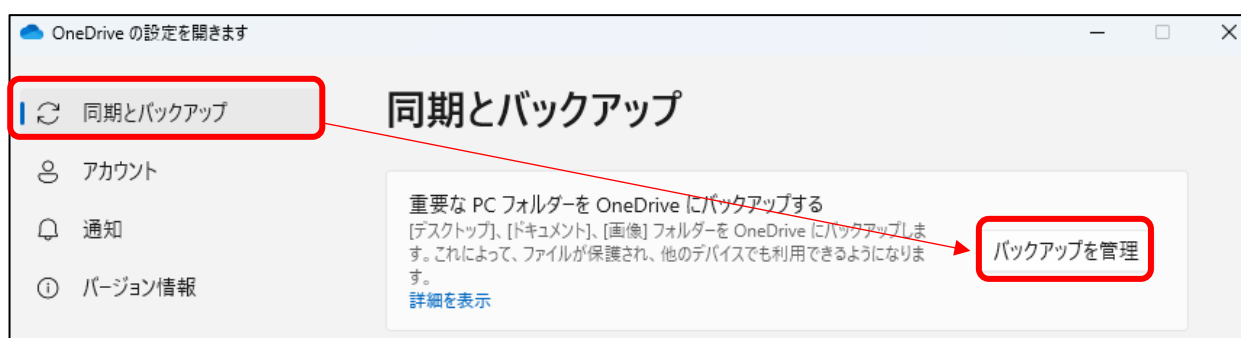 OneDrive の設定を開きます
同期とバックアップ
アカウント
通知
バージョン情報
同期とバックアップ
重要な PC フォルダーを OneDrive にバックアップする
[デスクトップ]、[ドキュメント]、[画像] フォルダーを OneDrive にバックアップしま
す。これによって、ファイルが保護され、他のデバイスでも利用できるようになりま
す。
詳細を表示
バックアップを管理